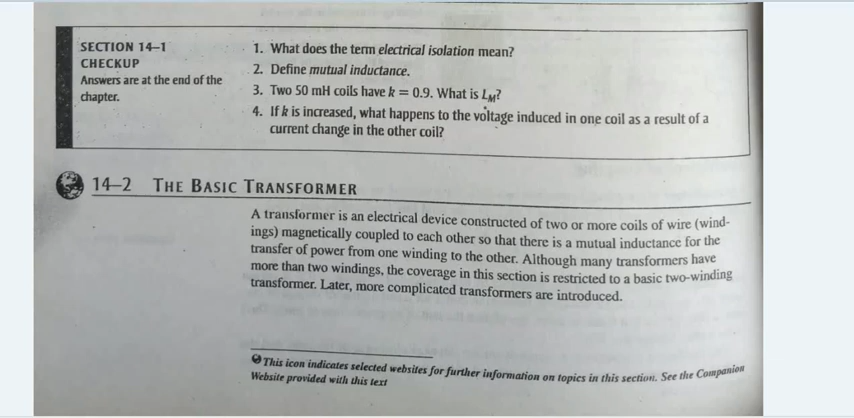 SECTION 14–1
CHECKUP
Answers are at the end of the
chapter.
1. What does the term electrical isolation mean?
2. Define mutual inductance.
3. Two 50 mH coils have k = 0.9. What is LM?
4. If k is increased, what happens to the voltage induced in one coil as a result of a
current change in the other coil?
14–2 THE BASIC TRANSFORMER
A transformer is an electrical device constructed of two or more coils of wire (wind-
ings) magnetically coupled to each other so that there is a mutual inductance for the
transfer of power from one winding to the other. Although many transformers have
more than two windings, the coverage in this section is restricted to a basic two-winding
transformer. Later, more complicated transformers are introduced.
This icon indicates selected websites for further information on topics in this section. See the Companion
Website provided with this text